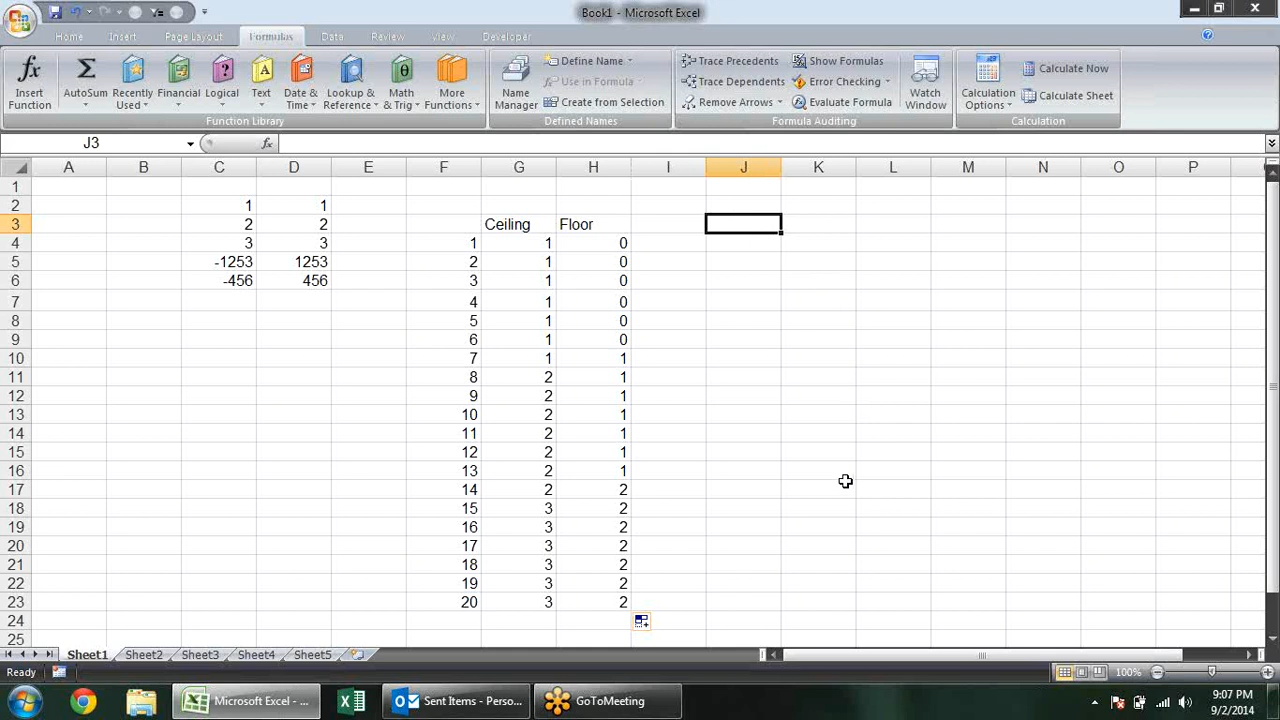 Book1 - Microsoft Excel
Home Insert Page Layout Formulas Data Review View Developer
Insert Function
AutoSum
Recently Used
Financial
Logical
Text
Date & Time
Lookup & Reference
Math & Trig
More Functions
Function Library
Name Manager
Define Name
Use in Formula
Create from Selection
Defined Names
Trace Precedents
Trace Dependents
Remove Arrows
Show Formulas
Error Checking
Evaluate Formula
Formula Auditing
Watch Window
Calculation Options
Calculate Now
Calculate Sheet
Calculation
J3 fx
A B C D E F G H I J K L M N O P
1
2 1 1
3 2 2 Ceiling Floor
4 3 3 1 1 0
5 -1253 1253 2 1 0
6 -456 456 3 1 0
7 4 1 0
8 5 1 0
9 6 1 0
10 7 1 1
11 8 2 1
12 9 2 1
13 10 2 1
14 11 2 1
15 12 2 1
16 13 2 1
17 14 2 2
18 15 3 2
19 16 3 2
20 17 3 2
21 18 3 2
22 19 3 2
23 20 3 2
24
25
Sheet1 Sheet2 Sheet3 Sheet4 Sheet5
Ready 100%
Microsoft Excel - ... Sent Items - Perso... GoToMeeting
9:07 PM
9/2/2014